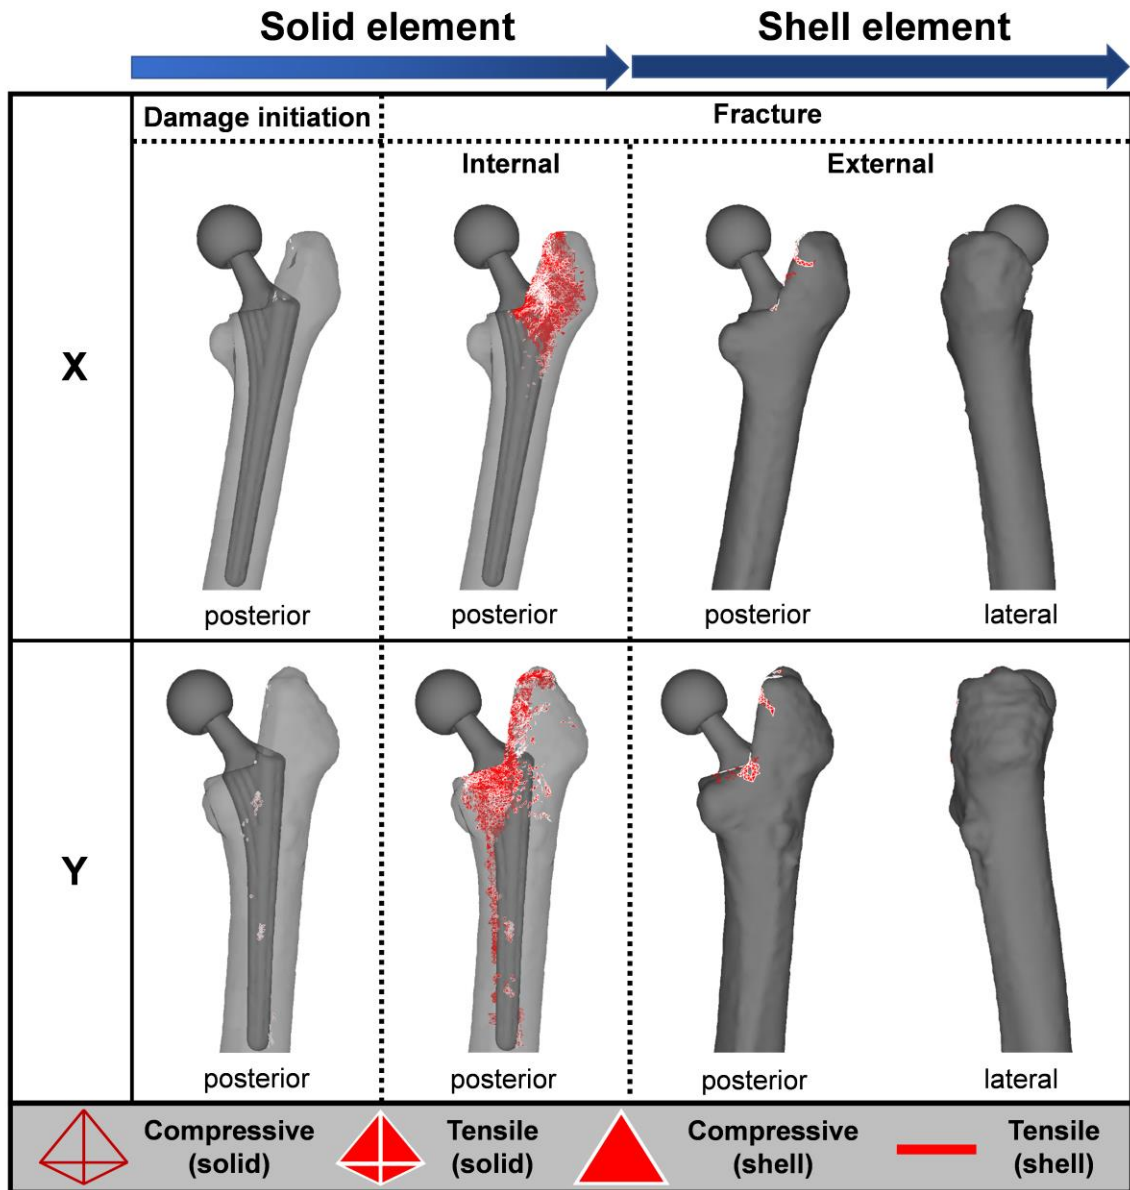 Solid element
Shell element
Damage initiation
Fracture
Internal
External
X
posterior
posterior
posterior
lateral
Y
posterior
posterior
posterior
lateral
Compressive
(solid)
Tensile
(solid)
Compressive
(shell)
Tensile
(shell)